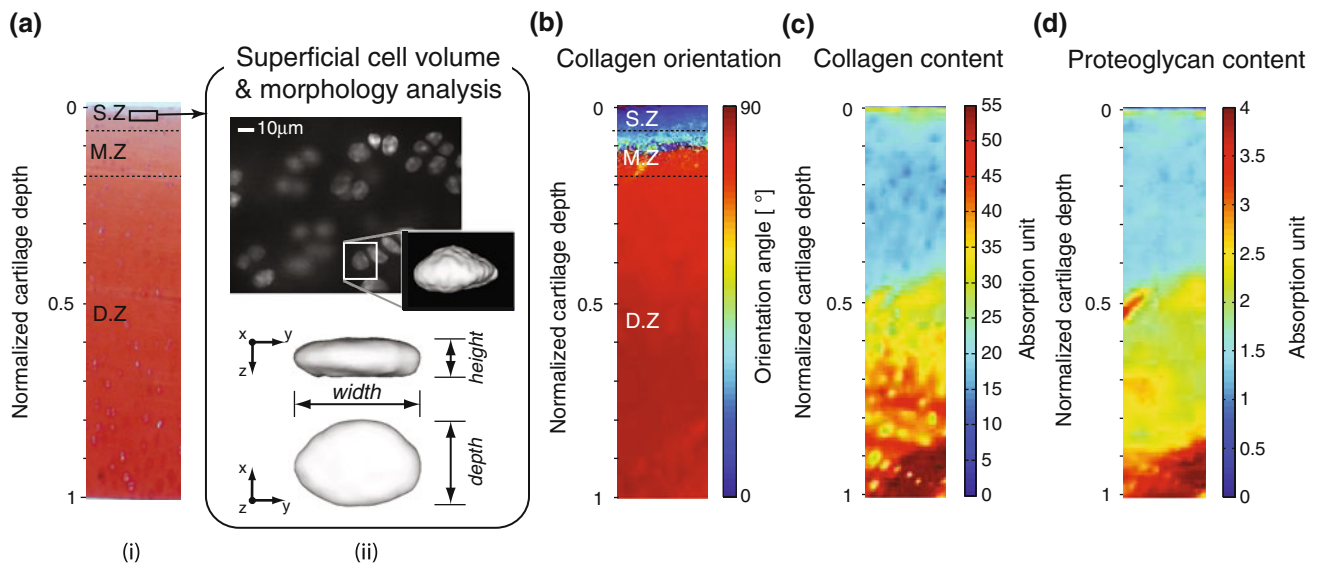 (a)
Normalized cartilage depth
0
0.5
1
S.Z
M.Z
D.Z
(i)
Superficial cell volume
& morphology analysis
10μm
x
y
z
height
width
depth
x
z
y
(ii)
(b)
Collagen orientation
Normalized cartilage depth
0
0.5
1
S.Z
M.Z
D.Z
90
0
Orientation angle [ °]
(c)
Collagen content
Normalized cartilage depth
0
0.5
1
55
50
45
40
35
30
25
20
15
10
5
0
Absorption unit
(d)
Proteoglycan content
Normalized cartilage depth
0
0.5
1
4
3.5
3
2.5
2
1.5
1
0.5
0
Absorption unit